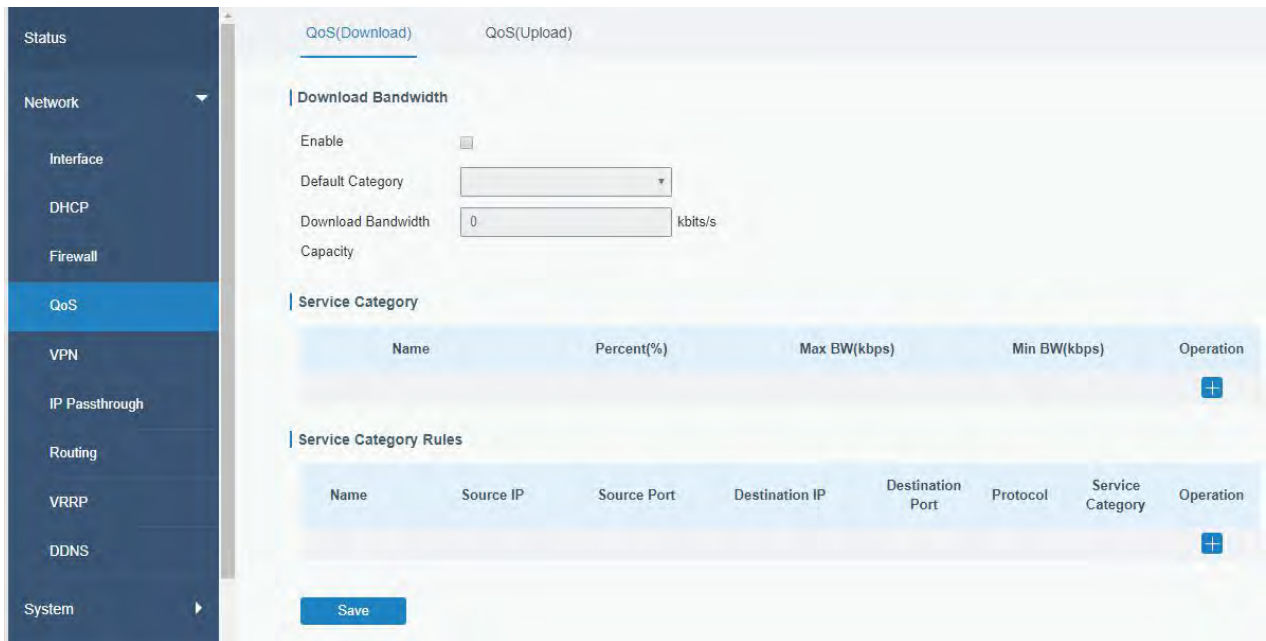 Status
Network
Interface
DHCP
Firewall
QoS
VPN
IP Passthrough
Routing
VRRP
DDNS
System
QoS(Download) QoS(Upload)
Download Bandwidth
Enable
Default Category
Download Bandwidth 0 kbits/s
Capacity
Service Category
Name Percent(%) Max BW(kbps) Min BW(kbps) Operation
Service Category Rules
Name Source IP Source Port Destination IP Destination Port Protocol Service Category Operation
Save